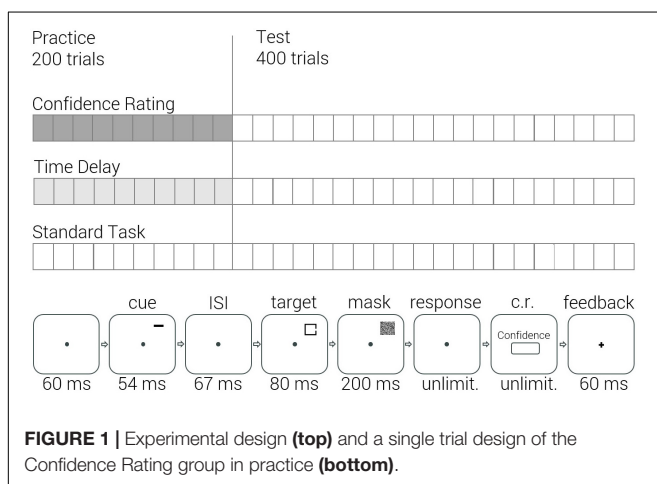 Practice
200 trials
Test
400 trials
Confidence Rating
Time Delay
Standard Task
cue ISI target mask response c.r. feedback
Confidence
60 ms 54 ms 67 ms 80 ms 200 ms unlimit. unlimit. 60 ms
FIGURE 1 | Experimental design (top) and a single trial design of the
Confidence Rating group in practice (bottom).